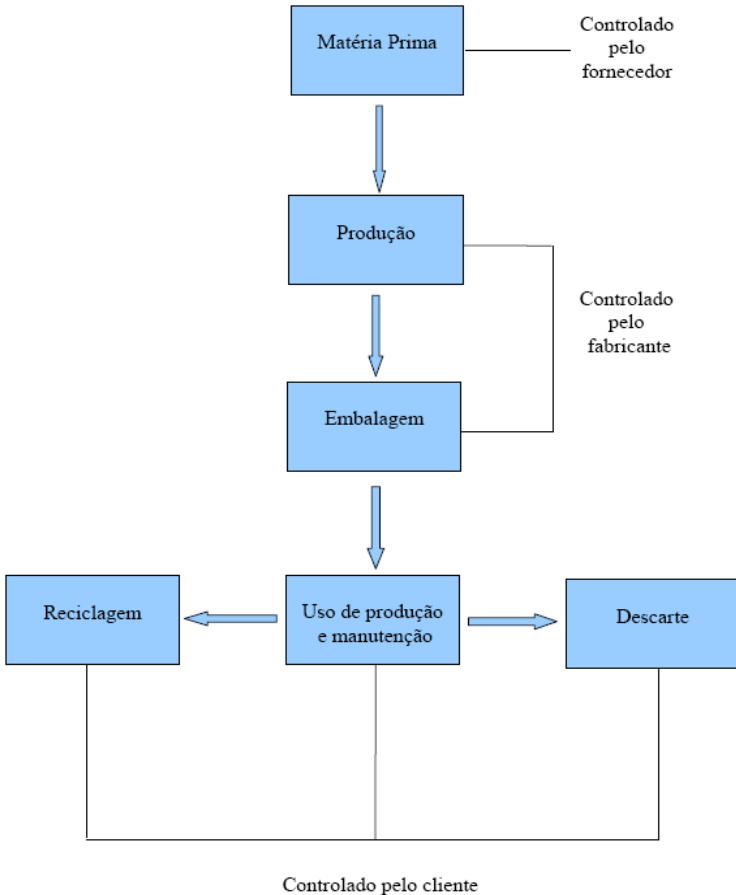 Matéria Prima
Controlado
pelo
fornecedor
Produção
Controlado
pelo
fabricante
Embalagem
Reciclagem
Uso de produção
e manutenção
Descarte
Controlado pelo cliente